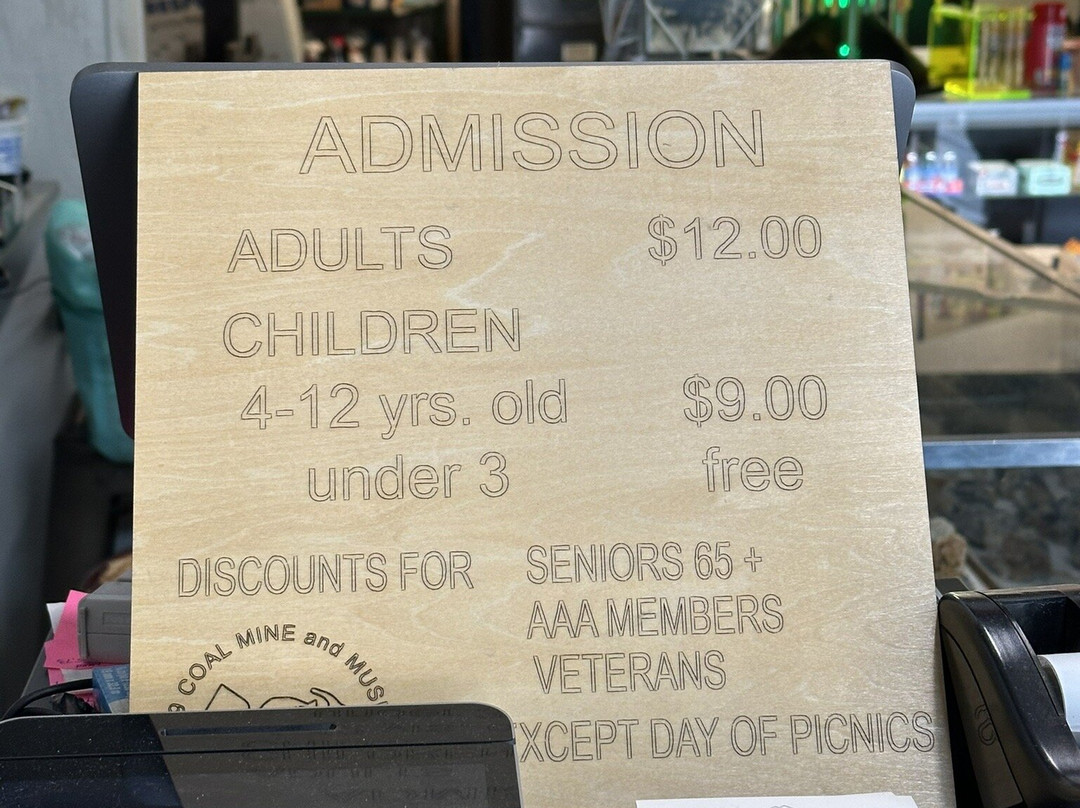 ADMISSION
ADULTS $12.00
CHILDREN
4-12 yrs. old $9.00
under 3 free
DISCOUNTS FOR SENIORS 65 +
AAA MEMBERS
VETERANS
COAL MINE and
XCEPT DAY OF PICNICS